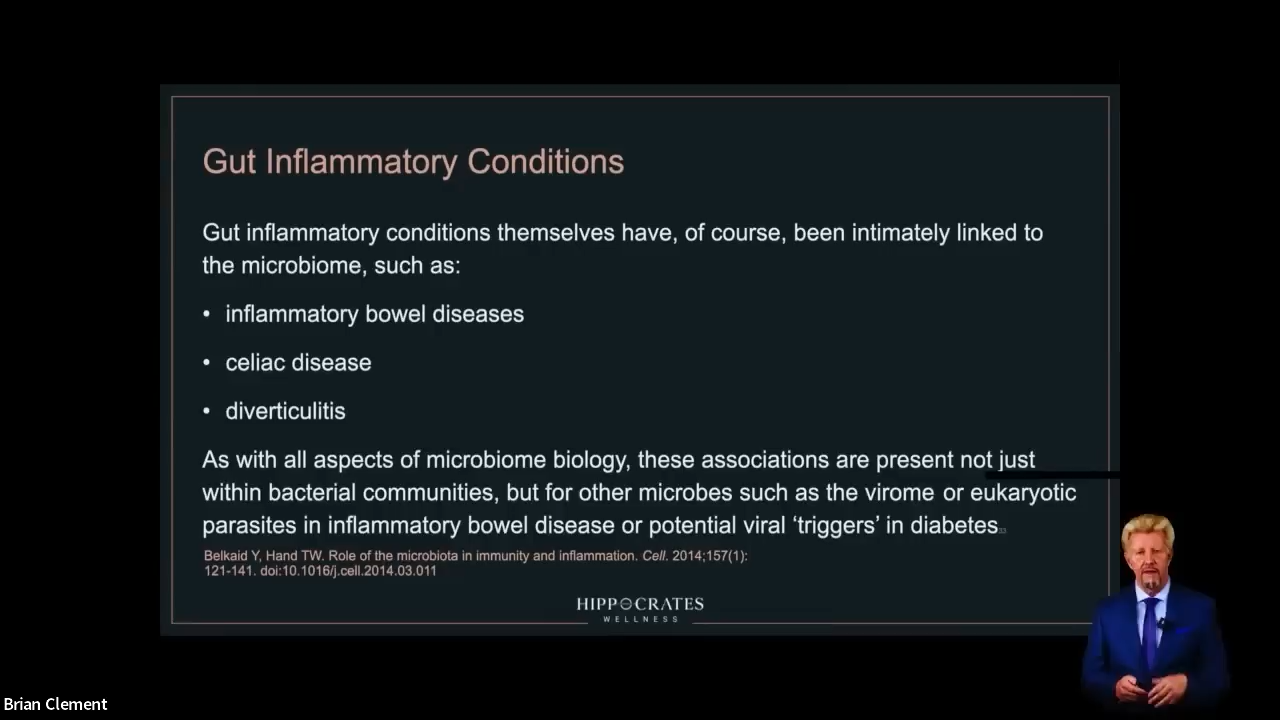 Gut Inflammatory Conditions
Gut inflammatory conditions themselves have, of course, been intimately linked to
the microbiome, such as:
• inflammatory bowel diseases
• celiac disease
• diverticulitis
As with all aspects of microbiome biology, these associations are present not just
within bacterial communities, but for other microbes such as the virome or eukaryotic
parasites in inflammatory bowel disease or potential viral ‘triggers’ in diabetes
Belkaid Y, Hand TW. Role of the microbiota in immunity and inflammation. Cell. 2014;157(1):
121-141. doi:10.1016/j.cell.2014.03.011
HIPPOCRATES
WELLNESS
Brian Clement